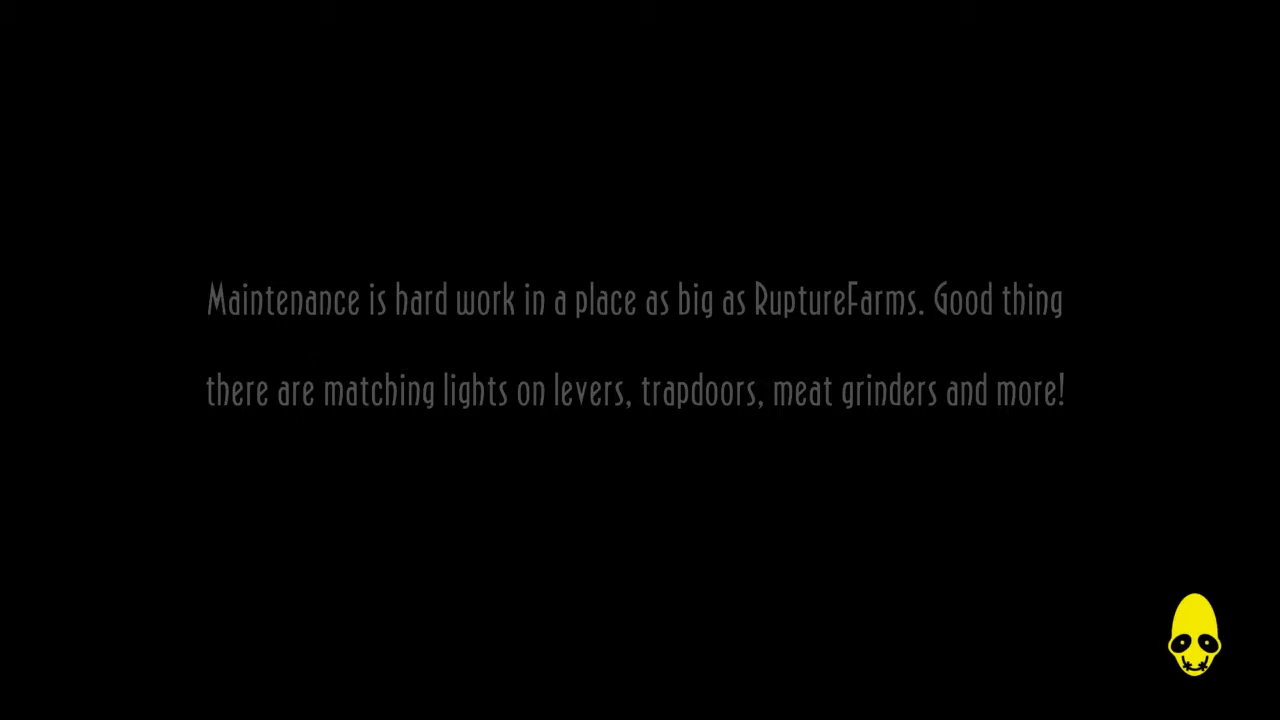 Maintenance is hard work in a place as big as RuptureFarms. Good thing
there are matching lights on levers, trapdoors, meat grinders and more!